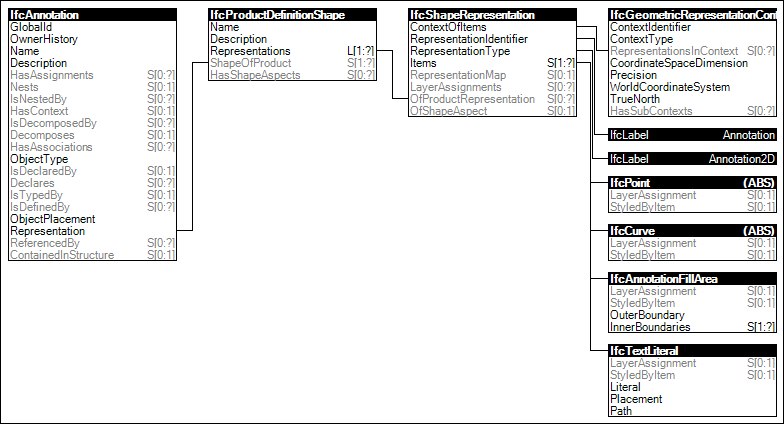 IfcAnnotation
GlobalId
OwnerHistory
Name
Description
HasAssignments S[0:?]
Nests S[0:1]
IsNestedBy S[0:?]
HasContext S[0:1]
IsDecomposedBy S[0:?]
Decomposes S[0:1]
HasAssociations S[0:?]
ObjectType
IsDeclaredBy S[0:1]
Declares S[0:?]
IsTypedBy S[0:1]
IsDefinedBy S[0:?]
ObjectPlacement
Representation
ReferencedBy S[0:?]
ContainedInStructure S[0:1]
IfcProductDefinitionShape
Name
Description
Representations L[1:?]
ShapeOfProduct S[1:?]
HasShapeAspects S[0:?]
IfcShapeRepresentation
ContextOfItems
RepresentationIdentifier
RepresentationType
Items S[1:?]
RepresentationMap S[0:1]
LayerAssignments S[0:?]
OfProductRepresentation S[0:?]
OfShapeAspect S[0:1]
IfcGeometricRepresentationCon
ContextIdentifier
ContextType
RepresentationsInContext S[0:?]
CoordinateSpaceDimension
Precision
WorldCoordinateSystem
TrueNorth
HasSubContexts S[0:?]
IfcLabel Annotation
IfcLabel Annotation2D
IfcPoint (ABS)
LayerAssignment S[0:1]
StyledByItem S[0:1]
IfcCurve (ABS)
LayerAssignment S[0:1]
StyledByItem S[0:1]
IfcAnnotationFillArea
LayerAssignment S[0:1]
StyledByItem S[0:1]
OuterBoundary
InnerBoundaries S[1:?]
IfcTextLiteral
LayerAssignment S[0:1]
StyledByItem S[0:1]
Literal
Placement
Path